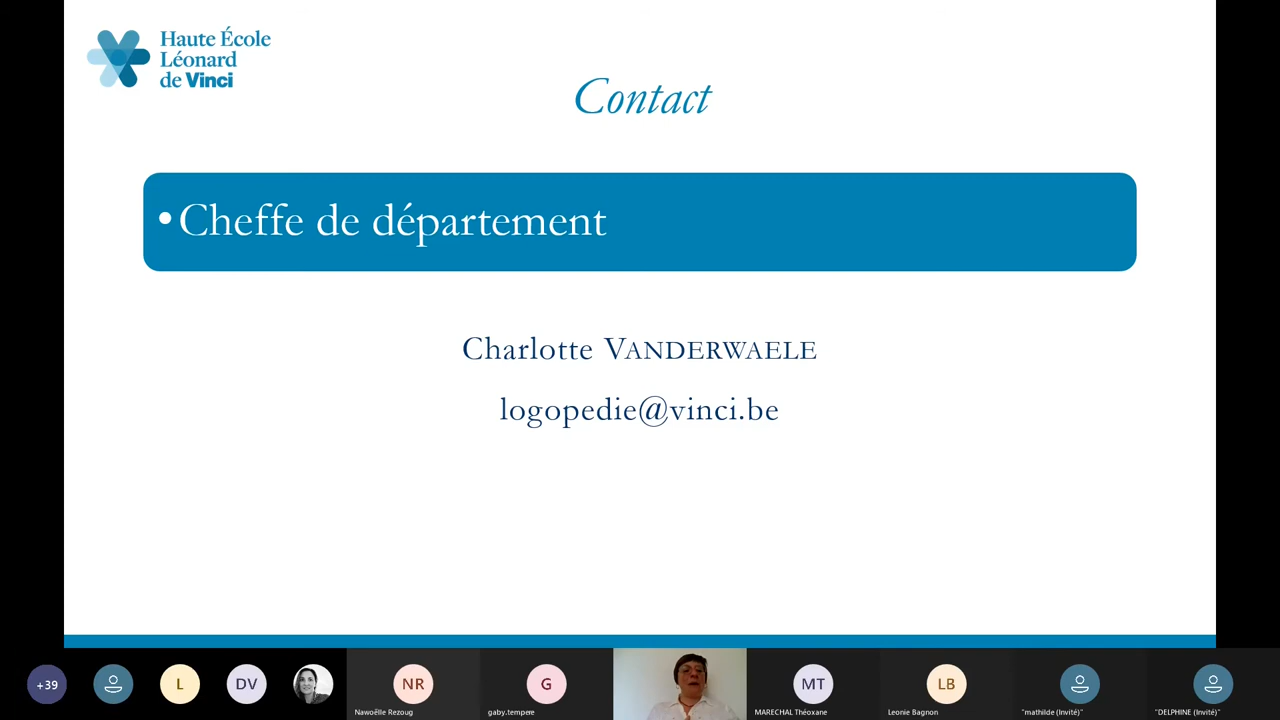 Haute École
Léonard
de Vinci
Contact
•Cheffe de département
Charlotte VANDERWAELE
logopedie@vinci.be
+39
L
DV
NR
Nawoëlle Rezoug
G
gaby.tempere
MT
MARECHAL Théoxane
LB
Leonie Bagnon
"mathilde (Invité)"
"DELPHINE (Invité)"